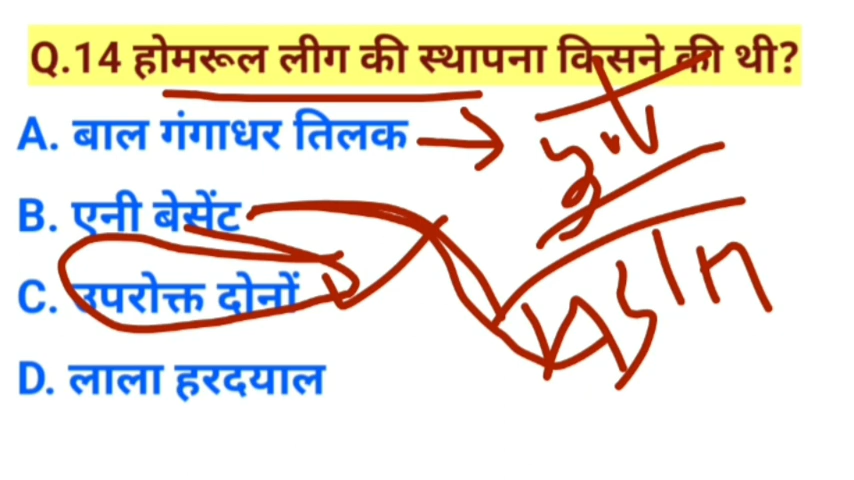 Q.14 होमरूल लीग की स्थापना किसने की थी?
A. बाल गंगाधर तिलक
B. एनी बेसेंट
C. उपरोक्त दोनों
D. लाला हरदयाल